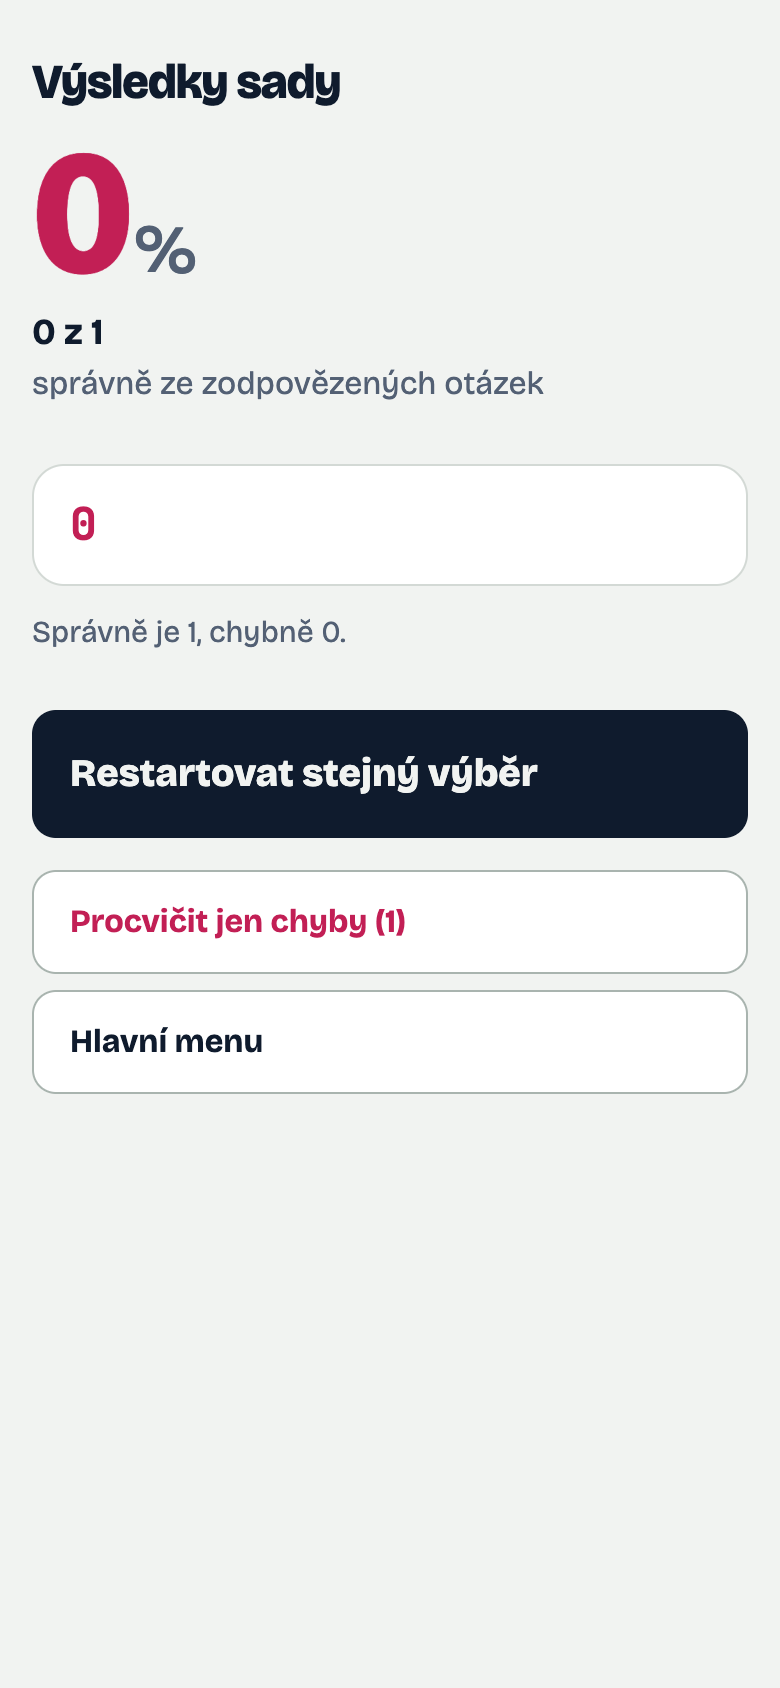 Výsledky sady
0%
0 z 1
správně ze zodpovězených otázek
0
Správně je 1, chybně 0.
Restartovat stejný výběr
Procvičit jen chyby (1)
Hlavní menu